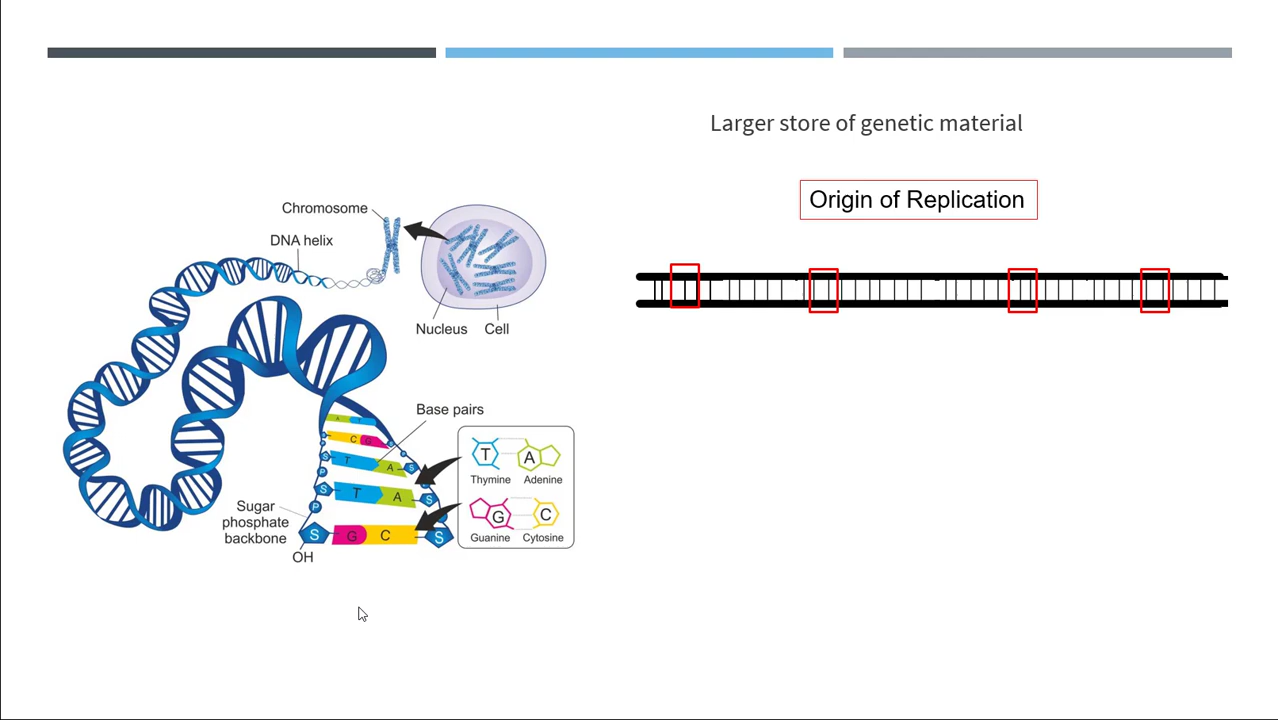 Larger store of genetic material
Origin of Replication
Chromosome
DNA helix
Nucleus
Cell
Base pairs
C G
T A
T A
G C
S
P
S
P
S
P
S
S
S
S
Sugar
phosphate
backbone
OH
T A
Thymine Adenine
G C
Guanine Cytosine